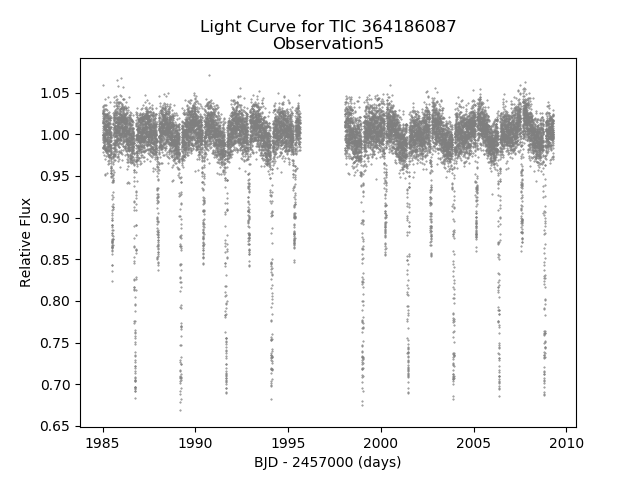 Light Curve for TIC 364186087
Observation5
1.05
1.00
0.95
0.90
0.85
0.80
0.75
0.70
0.65
Relative Flux
1985 1990 1995 2000 2005 2010
BJD - 2457000 (days)